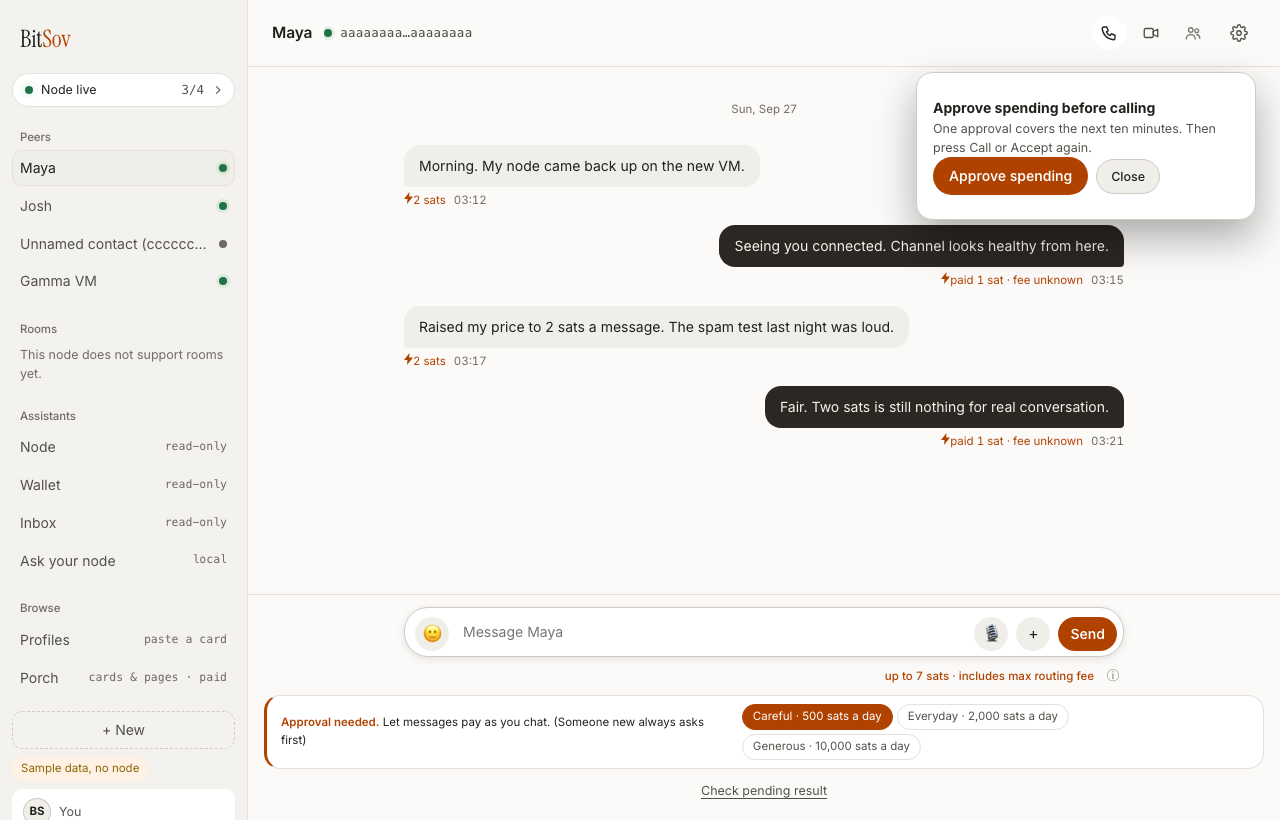 BitSov
Node live 3/4
Peers
Maya
Josh
Unnamed contact (cccccc...
Gamma VM
Rooms
This node does not support rooms
yet.
Assistants
Node read-only
Wallet read-only
Inbox read-only
Ask your node local
Browse
Profiles paste a card
Porch cards & pages · paid
+ New
Sample data, no node
BS You
Maya aaaaaaaa…aaaaaaaa
Approve spending before calling
One approval covers the next ten minutes. Then
press Call or Accept again.
Approve spending Close
Sun, Sep 27
Morning. My node came back up on the new VM.
2 sats 03:12
Seeing you connected. Channel looks healthy from here.
paid 1 sat · fee unknown 03:15
Raised my price to 2 sats a message. The spam test last night was loud.
2 sats 03:17
Fair. Two sats is still nothing for real conversation.
paid 1 sat · fee unknown 03:21
Message Maya + Send
up to 7 sats · includes max routing fee ⓘ
Approval needed. Let messages pay as you chat. (Someone new always asks
first)
Careful · 500 sats a day Everyday · 2,000 sats a day
Generous · 10,000 sats a day
Check pending result